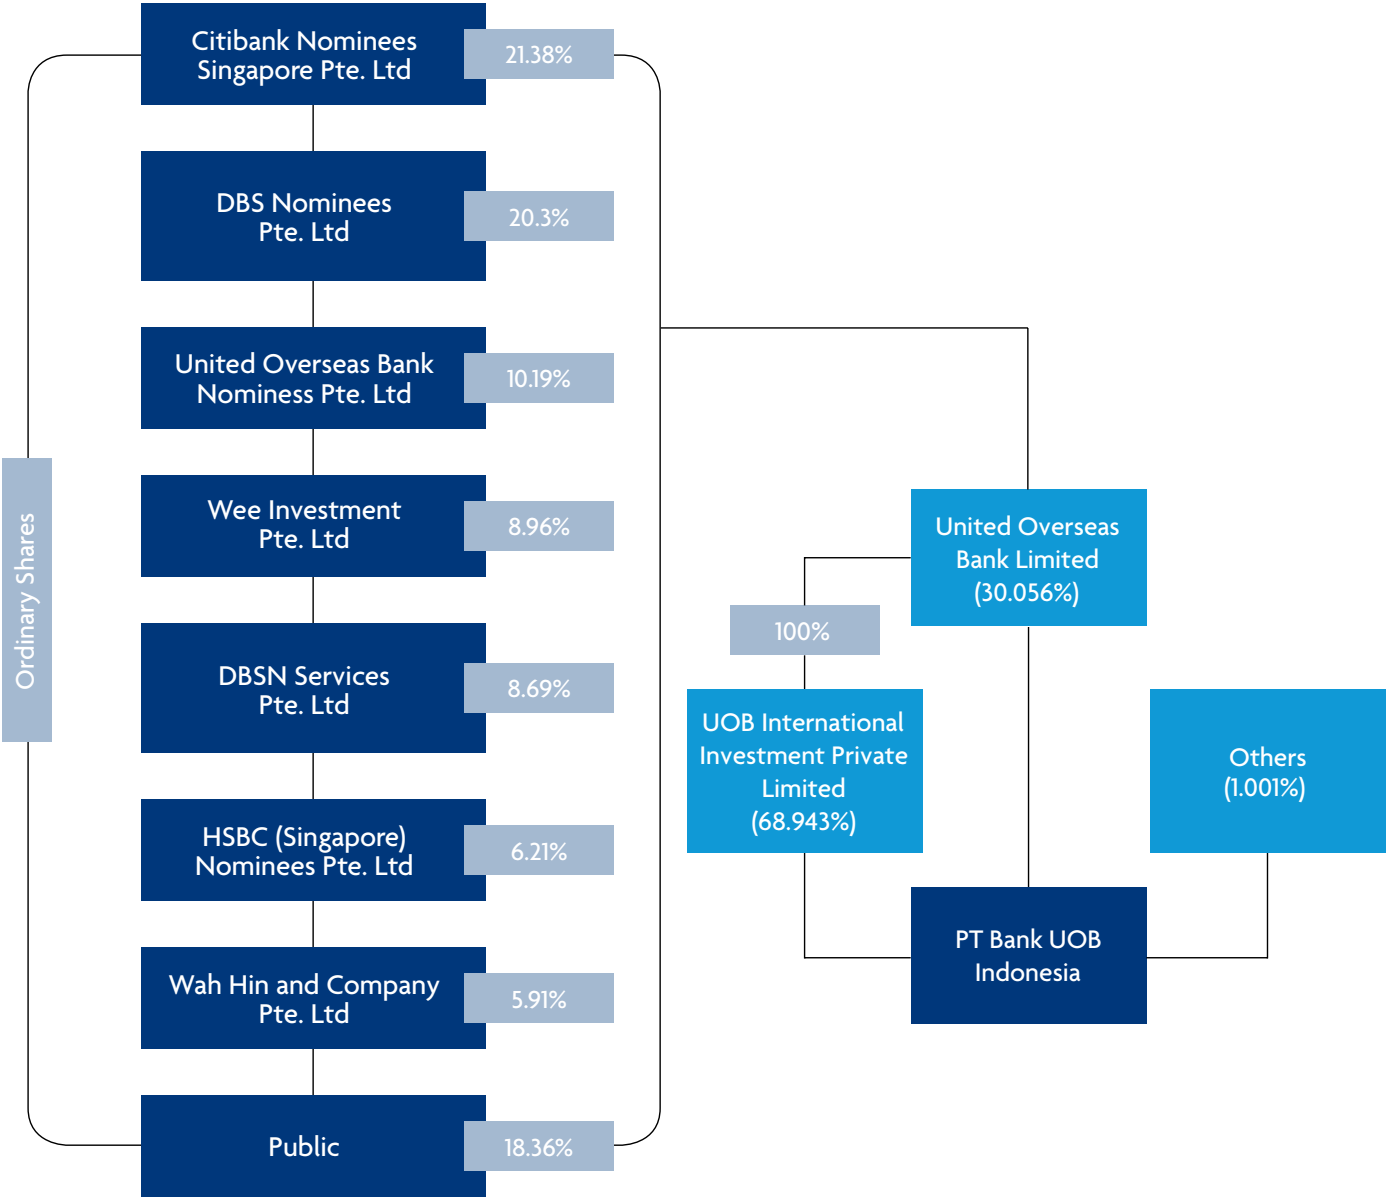 Ordinary Shares
Citibank Nominees
Singapore Pte. Ltd
21.38%
DBS Nominees
Pte. Ltd
20.3%
United Overseas Bank
Nominess Pte. Ltd
10.19%
Wee Investment
Pte. Ltd
8.96%
DBSN Services
Pte. Ltd
8.69%
HSBC (Singapore)
Nominees Pte. Ltd
6.21%
Wah Hin and Company
Pte. Ltd
5.91%
Public
18.36%
United Overseas
Bank Limited
(30.056%)
100%
UOB International
Investment Private
Limited
(68.943%)
Others
(1.001%)
PT Bank UOB
Indonesia